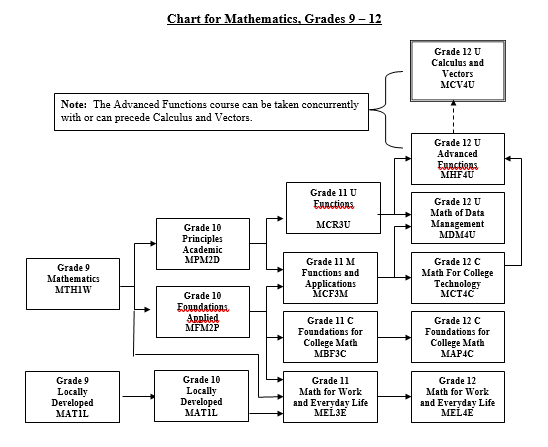 Chart for Mathematics, Grades 9 – 12
Grade 12 U
Calculus and
Vectors
MCV4U
Note: The Advanced Functions course can be taken concurrently
with or can precede Calculus and Vectors.
Grade 12 U
Advanced
Functions
MHF4U
Grade 11 U
Functions
MCR3U
Grade 12 U
Math of Data
Management
MDM4U
Grade 10
Principles
Academic
MPM2D
Grade 9
Mathematics
MTH1W
Grade 11 M
Functions and
Applications
MCF3M
Grade 12 C
Math For College
Technology
MCT4C
Grade 10
Foundations
Applied
MFM2P
Grade 11 C
Foundations for
College Math
MBF3C
Grade 12 C
Foundations for
College Math
MAP4C
Grade 9
Locally
Developed
MAT1L
Grade 10
Locally
Developed
MAT1L
Grade 11
Math for Work
and Everyday Life
MEL3E
Grade 12
Math for Work
and Everyday Life
MEL4E